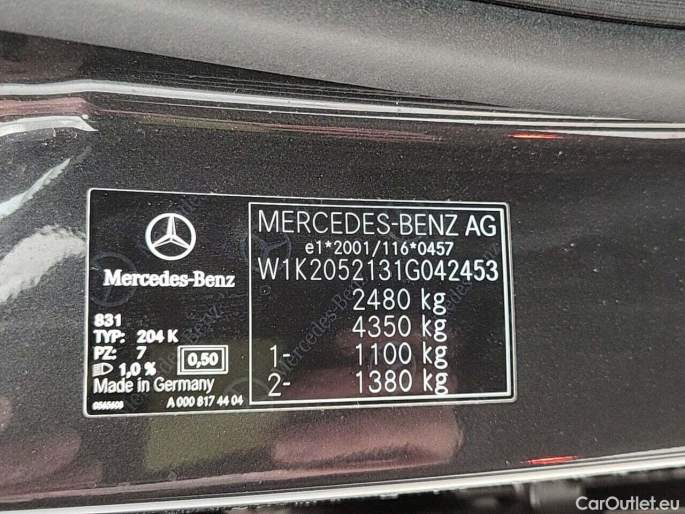 MERCEDES-BENZ AG
e1*2001/116*0457
W1K2052131G042453
2480 kg
4350 kg
1- 1100 kg
2- 1380 kg
Mercedes-Benz
831
TYP: 204 K
PZ: 7
1,0 % 0,50
Made in Germany
0565608 A 000 817 44 04
CarOutlet.eu